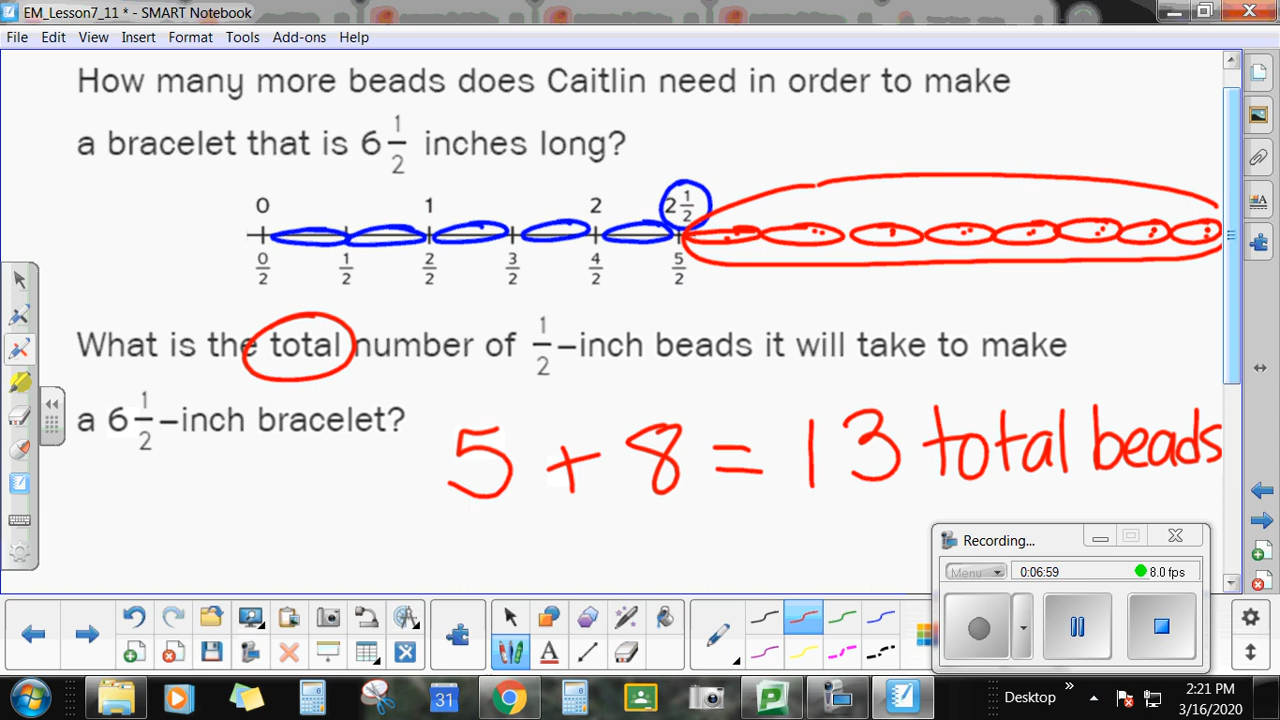 EM_Lesson7_11 * - SMART Notebook
File Edit View Insert Format Tools Add-ons Help
How many more beads does Caitlin need in order to make
a bracelet that is 6 1/2 inches long?
0 1 2 2 1/2
0/2 1/2 2/2 3/2 4/2 5/2
What is the total number of 1/2-inch beads it will take to make
a 6 1/2-inch bracelet?
5 + 8 = 13 total beads
Recording...
Menu 0:06:59 8.0 fps
A
31
Desktop »
2:21 PM
3/16/2020